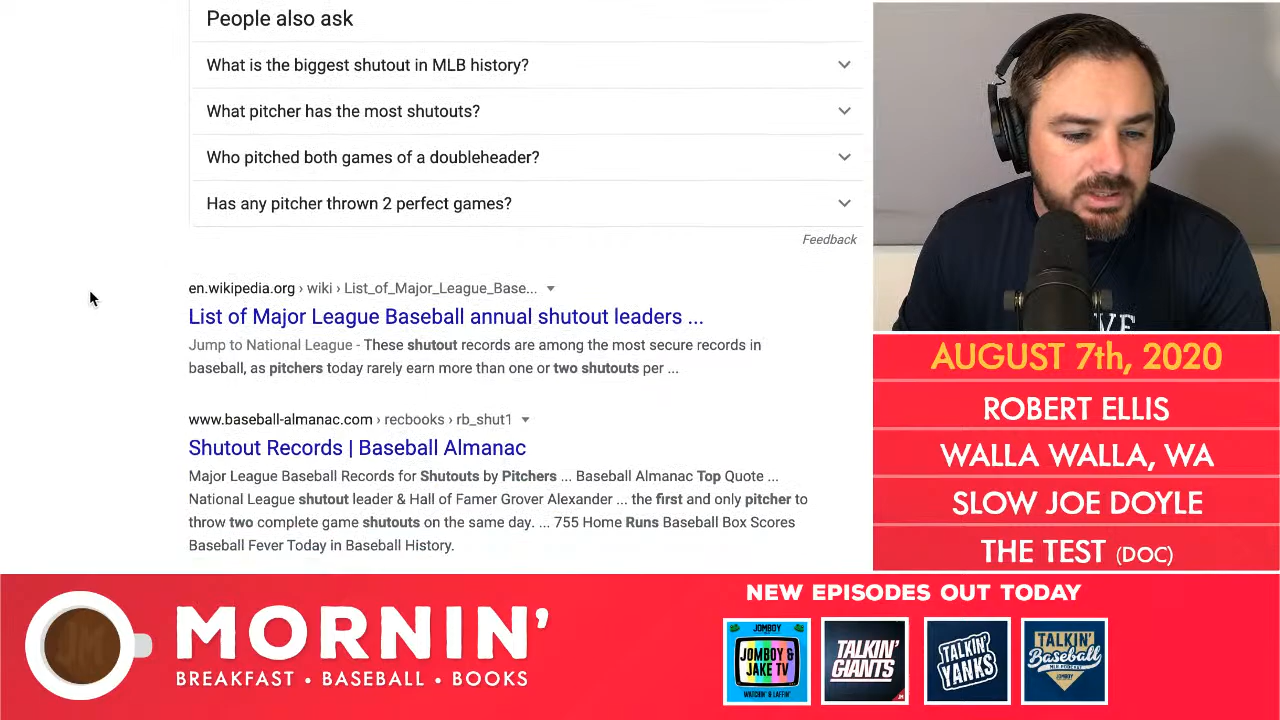 People also ask
What is the biggest shutout in MLB history?
What pitcher has the most shutouts?
Who pitched both games of a doubleheader?
Has any pitcher thrown 2 perfect games?
Feedback
en.wikipedia.org › wiki › List_of_Major_League_Base...
List of Major League Baseball annual shutout leaders ...
Jump to National League - These shutout records are among the most secure records in
baseball, as pitchers today rarely earn more than one or two shutouts per ...
www.baseball-almanac.com › recbooks › rb_shut1
Shutout Records | Baseball Almanac
Major League Baseball Records for Shutouts by Pitchers ... Baseball Almanac Top Quote ...
National League shutout leader & Hall of Famer Grover Alexander ... the first and only pitcher to
throw two complete game shutouts on the same day. ... 755 Home Runs Baseball Box Scores
Baseball Fever Today in Baseball History.
AUGUST 7th, 2020
ROBERT ELLIS
WALLA WALLA, WA
SLOW JOE DOYLE
THE TEST (DOC)
MORNIN'
BREAKFAST • BASEBALL • BOOKS
NEW EPISODES OUT TODAY
JOMBOY
JOMBOY &
JAKE TV
WATCHIN' & LAFFIN'
TALKIN'
GIANTS
TALKIN'
YANKS
TALKIN'
Baseball
JOMBOY